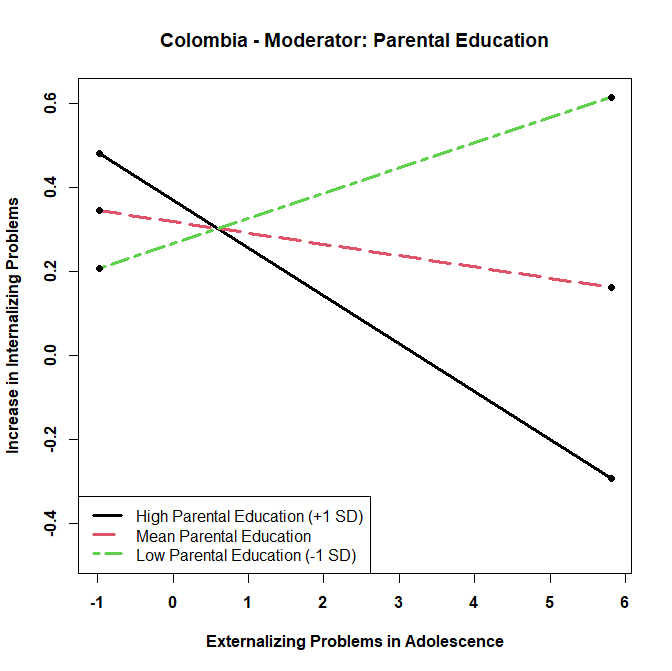 Colombia - Moderator: Parental Education
Increase in Internalizing Problems
0.6
0.4
0.2
0.0
-0.2
-0.4
High Parental Education (+1 SD)
Mean Parental Education
Low Parental Education (-1 SD)
-1 0 1 2 3 4 5 6
Externalizing Problems in Adolescence